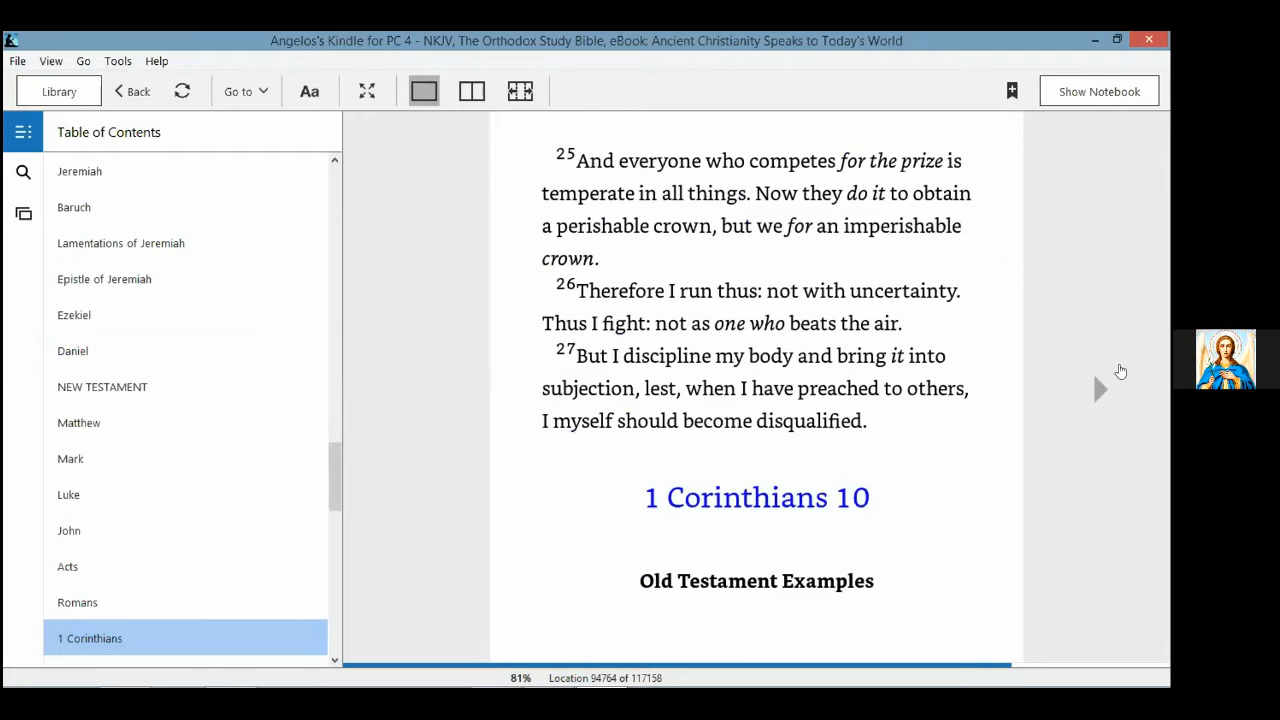 Angelos's Kindle for PC 4 - NKJV, The Orthodox Study Bible, eBook: Ancient Christianity Speaks to Today's World
File View Go Tools Help
Library Back Go to Aa Show Notebook
Table of Contents
Jeremiah
Baruch
Lamentations of Jeremiah
Epistle of Jeremiah
Ezekiel
Daniel
NEW TESTAMENT
Matthew
Mark
Luke
John
Acts
Romans
1 Corinthians
25And everyone who competes for the prize is
temperate in all things. Now they do it to obtain
a perishable crown, but we for an imperishable
crown.
26Therefore I run thus: not with uncertainty.
Thus I fight: not as one who beats the air.
27But I discipline my body and bring it into
subjection, lest, when I have preached to others,
I myself should become disqualified.
1 Corinthians 10
Old Testament Examples
81% Location 94764 of 117158